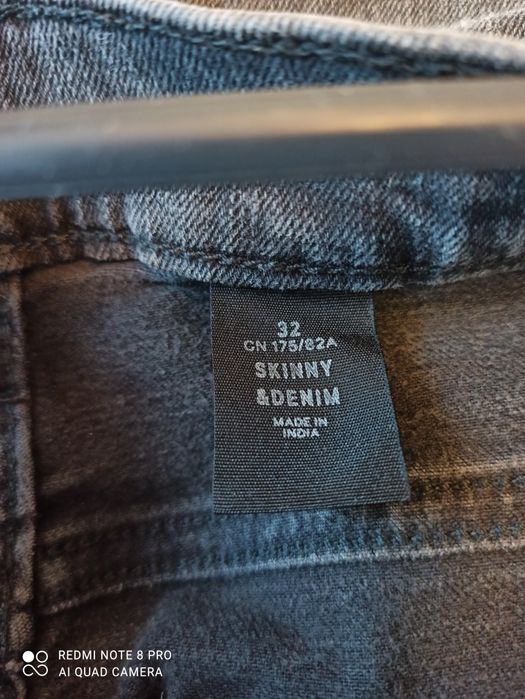 32
CN 175/82A
SKINNY
&DENIM
MADE IN
INDIA
REDMI NOTE 8 PRO
AI QUAD CAMERA